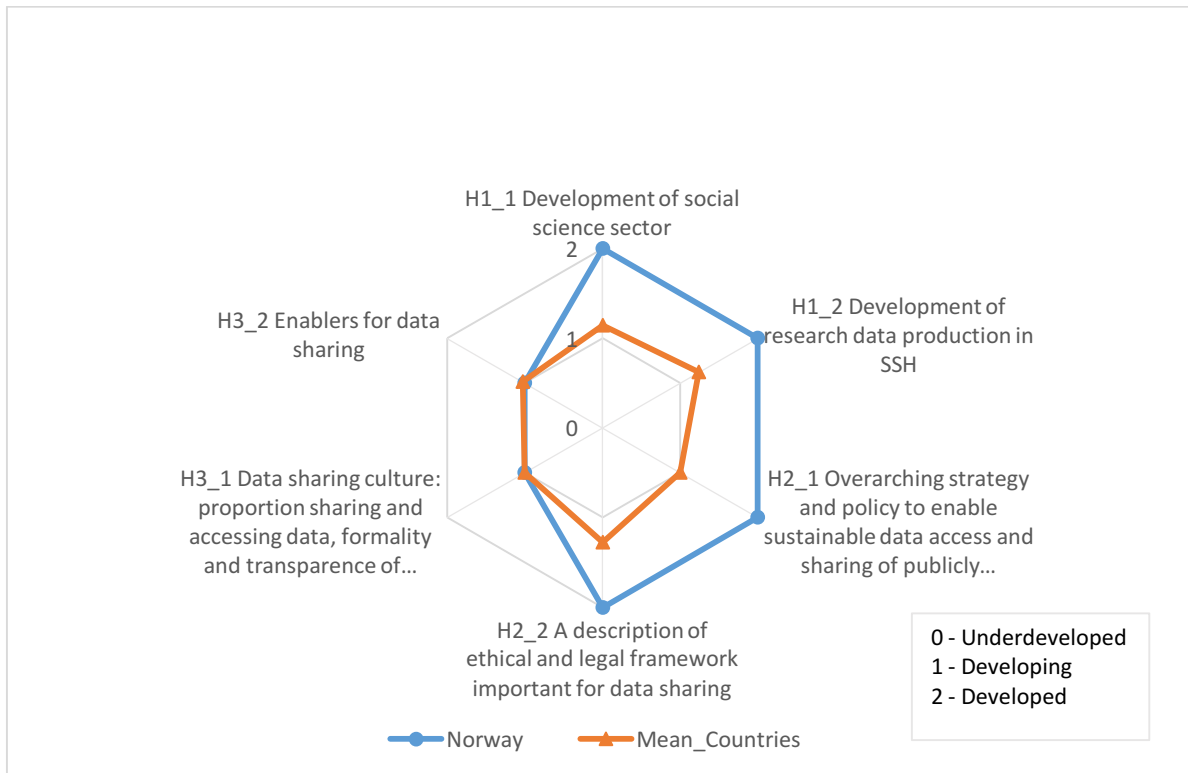 H1_1 Development of social
science sector
2
H1_2 Development of
research data production in
SSH
H3_2 Enablers for data
sharing
1
0
H3_1 Data sharing culture:
proportion sharing and
accessing data, formality
and transparence of…
H2_1 Overarching strategy
and policy to enable
sustainable data access and
sharing of publicly…
H2_2 A description of
ethical and legal framework
important for data sharing
0 - Underdeveloped
1 - Developing
2 - Developed
Norway
Mean_Countries